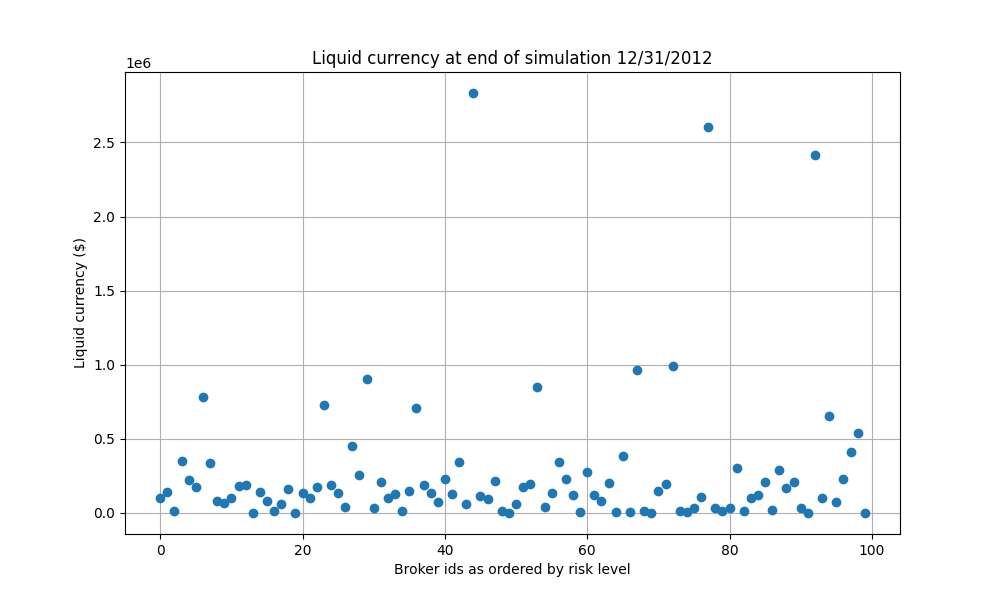 Liquid currency at end of simulation 12/31/2012
1e6
2.5
2.0
1.5
1.0
0.5
0.0
Liquid currency ($)
0 20 40 60 80 100
Broker ids as ordered by risk level